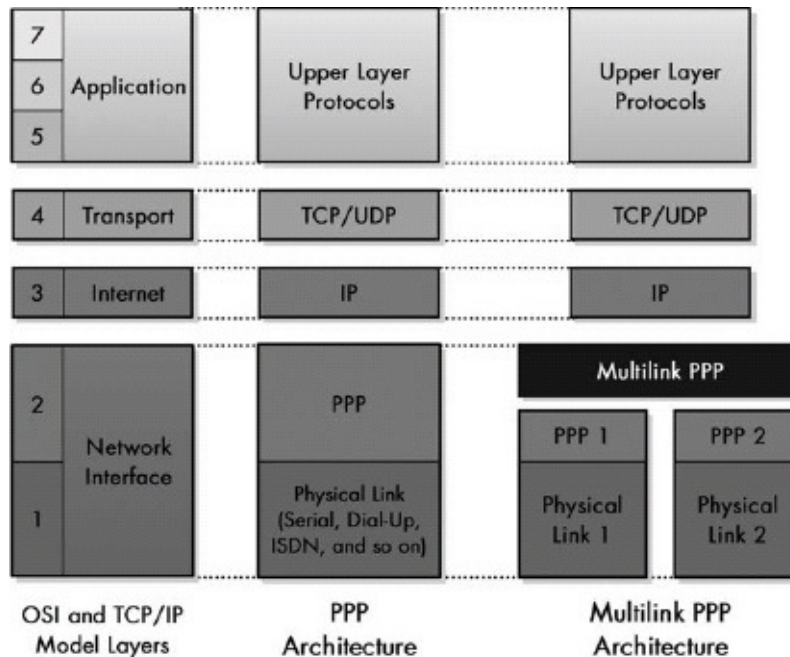 7
6
5
Application
Upper Layer
Protocols
Upper Layer
Protocols
4
Transport
TCP/UDP
TCP/UDP
3
Internet
IP
IP
2
1
Network
Interface
PPP
Physical Link
(Serial, Dial-Up,
ISDN, and so on)
Multilink PPP
PPP 1
PPP 2
Physical
Link 1
Physical
Link 2
OSI and TCP/IP
Model Layers
PPP
Architecture
Multilink PPP
Architecture